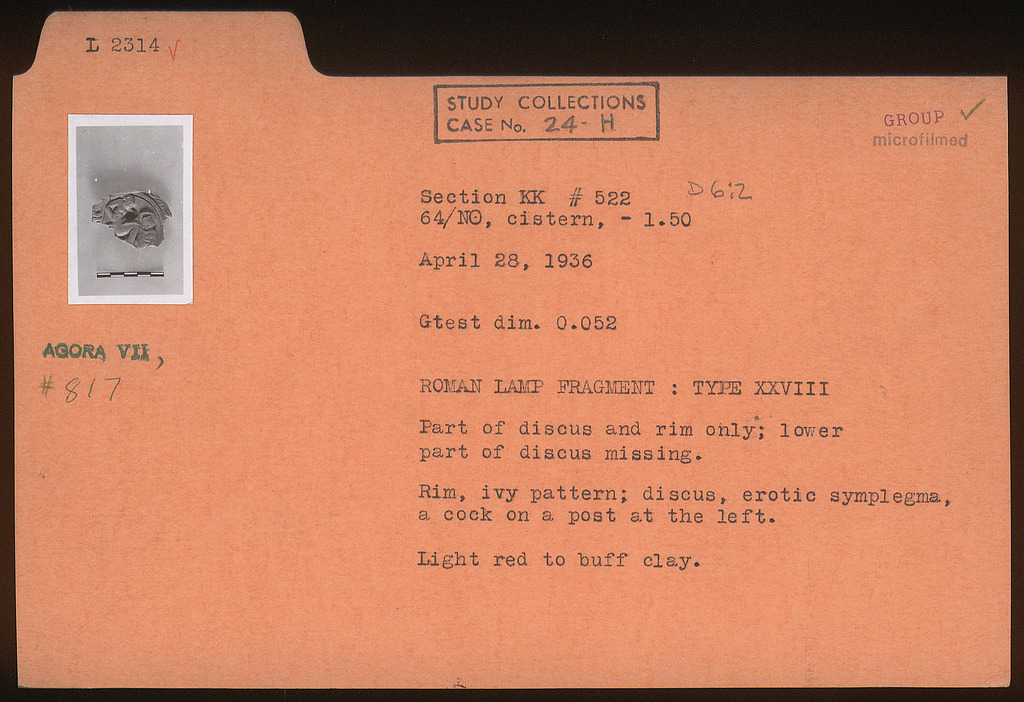 L 2314 √
STUDY COLLECTIONS
CASE No. 24-H
GROUP ✓
microfilmed
Section KK # 522 D 6:2
64/NO, cistern, - 1.50
April 28, 1936
Gtest dim. 0.052
AGORA VII,
# 817
ROMAN LAMP FRAGMENT : TYPE XXVIII
Part of discus and rim only; lower
part of discus missing.
Rim, ivy pattern; discus, erotic symplegma,
a cock on a post at the left.
Light red to buff clay.